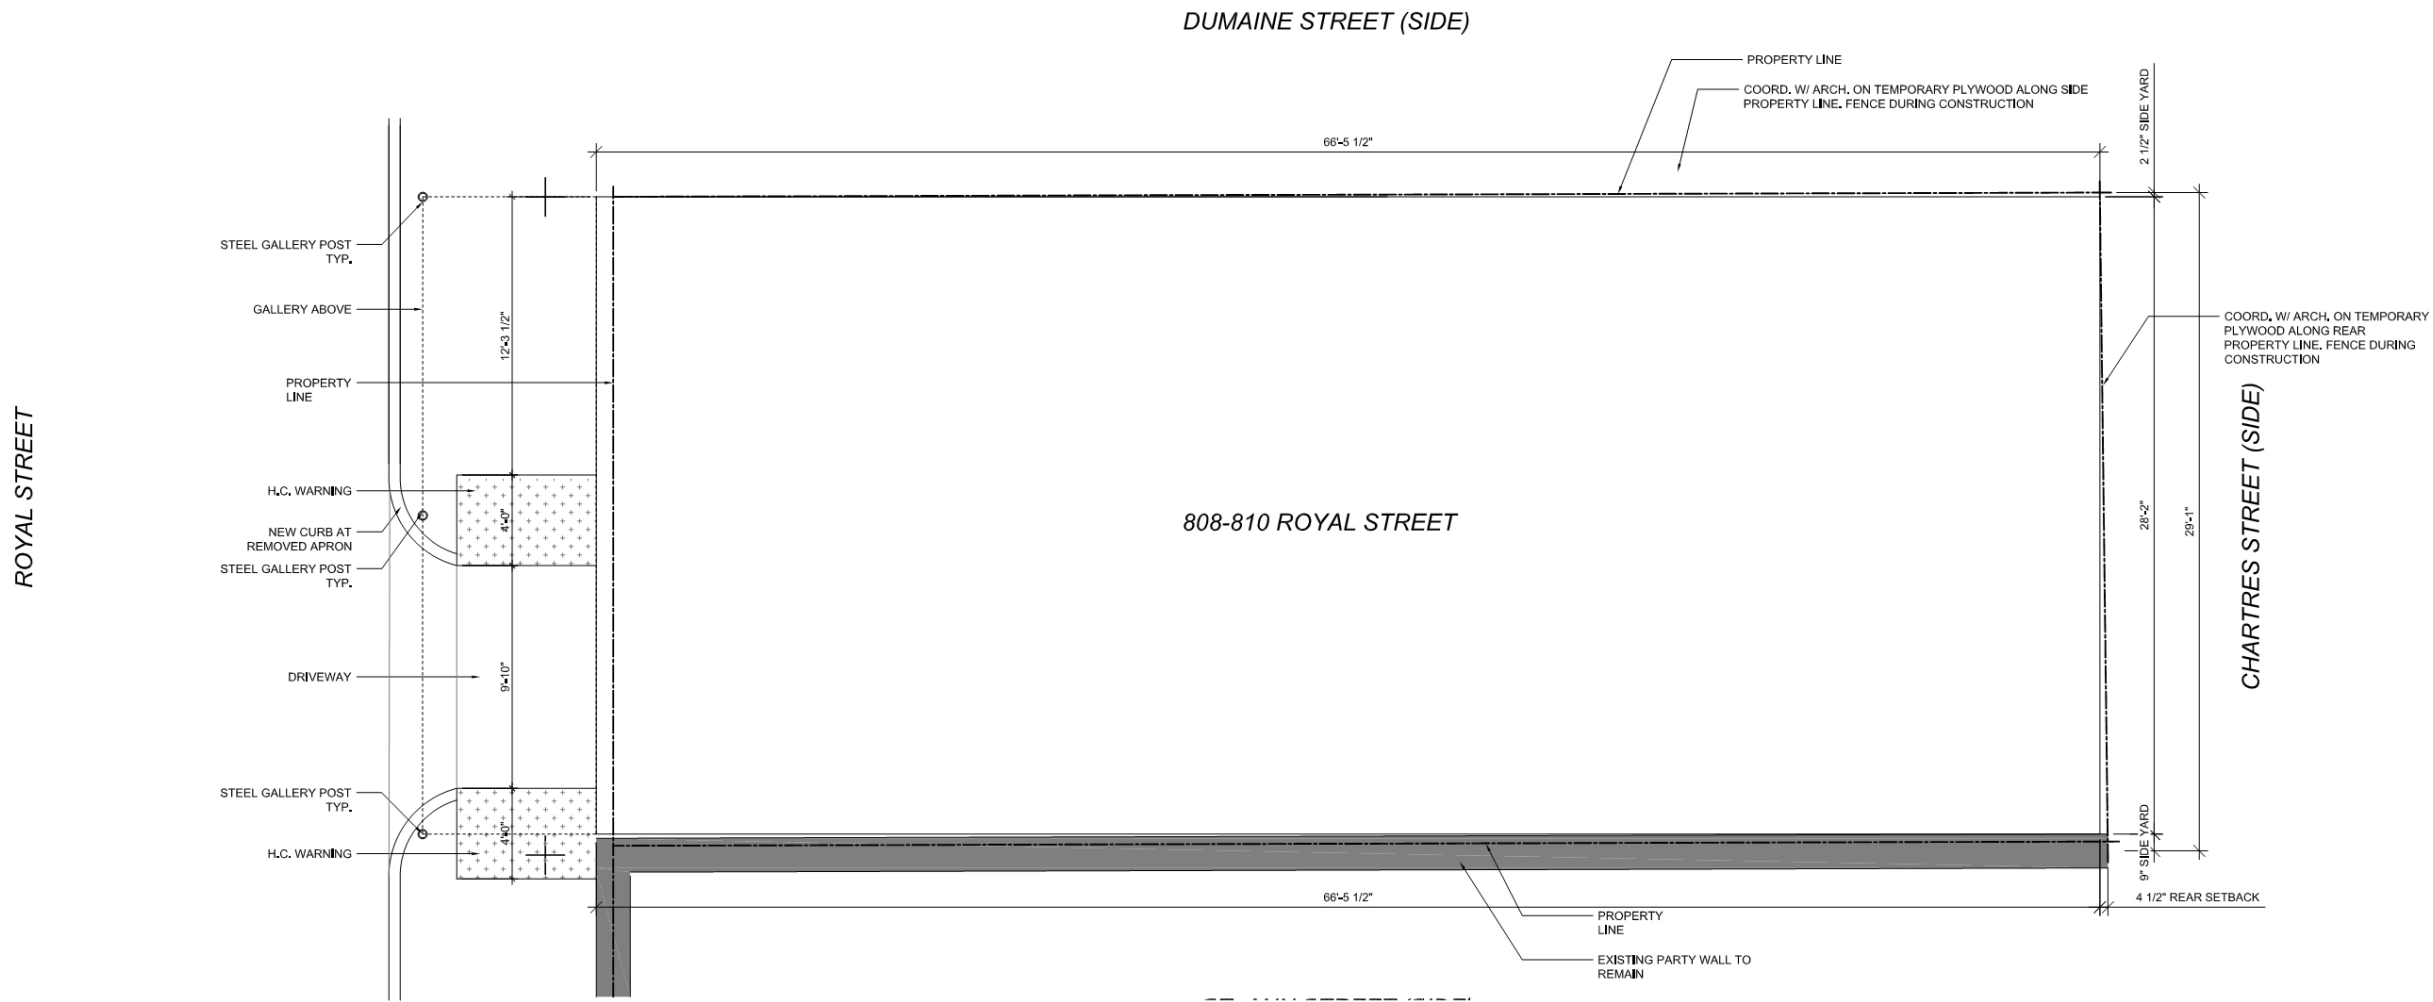 DUMAINE STREET (SIDE)
PROPERTY LINE
COORD. W/ ARCH. ON TEMPORARY PLYWOOD ALONG SIDE
PROPERTY LINE. FENCE DURING CONSTRUCTION
2 1/2" SIDE YARD
66'-5 1/2"
STEEL GALLERY POST
TYP.
GALLERY ABOVE
12'-3 1/2"
COORD. W/ ARCH. ON TEMPORARY
PLYWOOD ALONG REAR
PROPERTY LINE. FENCE DURING
CONSTRUCTION
PROPERTY
LINE
ROYAL STREET
H.C. WARNING
4'-0"
NEW CURB AT
REMOVED APRON
STEEL GALLERY POST
TYP.
808-810 ROYAL STREET
28'-2"
29'-1"
CHARTRES STREET (SIDE)
DRIVEWAY
9'-10"
STEEL GALLERY POST
TYP.
4'-0"
H.C. WARNING
9" SIDE YARD
66'-5 1/2"
4 1/2" REAR SETBACK
PROPERTY
LINE
EXISTING PARTY WALL TO
REMAIN